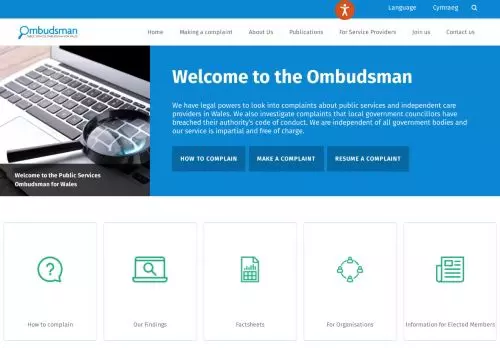 Language Cymraeg
Ombudsman
PUBLIC SERVICES OMBUDSMAN FOR WALES
Home Making a complaint About Us Publications For Service Providers Join us Contact us
Welcome to the Ombudsman
We have legal powers to look into complaints about public services and independent care
providers in Wales. We also investigate complaints that local government councillors have
breached their authority's code of conduct. We are independent of all government bodies and
our service is impartial and free of charge.
HOW TO COMPLAIN MAKE A COMPLAINT RESUME A COMPLAINT
Welcome to the Public Services
Ombudsman for Wales
How to complain Our Findings Factsheets For Organisations Information for Elected Members